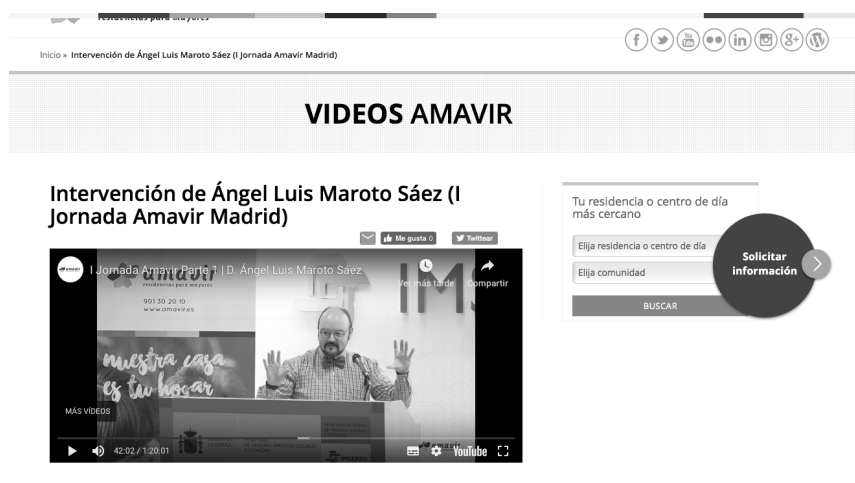 residencias para mayores
Inicio » Intervención de Ángel Luis Maroto Sáez (I Jornada Amavir Madrid)
VIDEOS AMAVIR
Intervención de Ángel Luis Maroto Sáez (I
Jornada Amavir Madrid)
Me gusta 0
Twittear
I Jornada Amavir Parte 1 | D. Ángel Luis Maroto Sáez
Ver más tarde
Compartir
amavir
residencias para mayores
901 30 20 10
www.amavir.es
IMS
nuestra casa
es tu hogar
MÁS VÍDEOS
amavir
42:02 / 1:20:01
YouTube
Tu residencia o centro de día
más cercano
Elija residencia o centro de día
Elija comunidad
BUSCAR
Solicitar
información